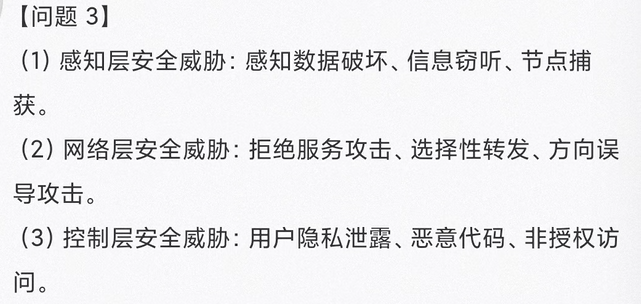 【问题 3】
（1）感知层安全威胁：感知数据破坏、信息窃听、节点捕
获。
（2）网络层安全威胁：拒绝服务攻击、选择性转发、方向误
导攻击。
（3）控制层安全威胁：用户隐私泄露、恶意代码、非授权访
问。